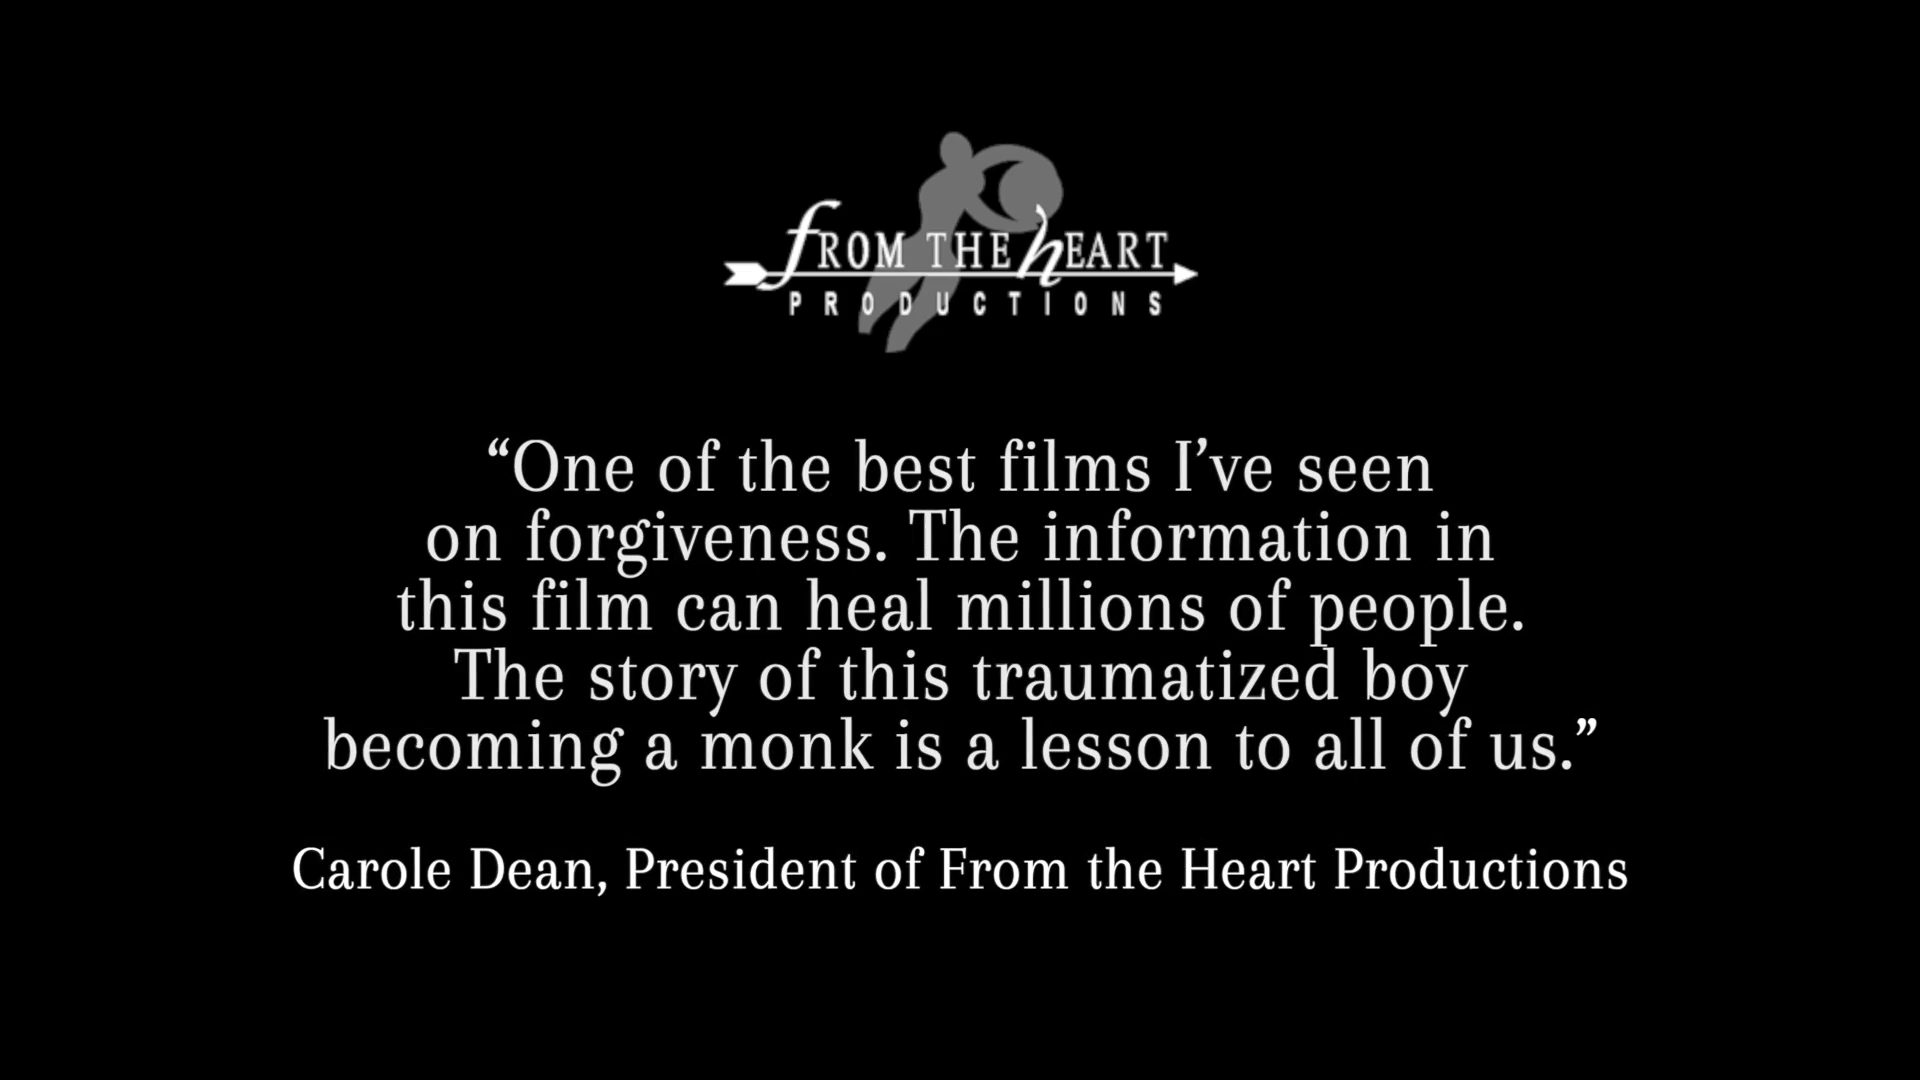 from the heart
PRODUCTIONS
“One of the best films I’ve seen
on forgiveness. The information in
this film can heal millions of people.
The story of this traumatized boy
becoming a monk is a lesson to all of us.”
Carole Dean, President of From the Heart Productions